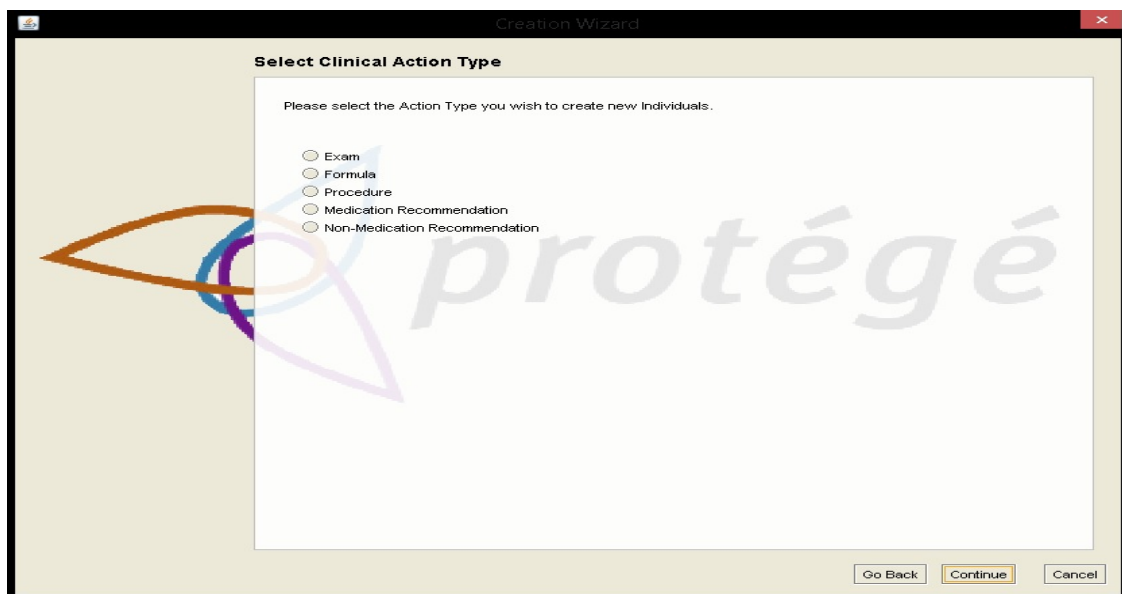 Creation Wizard
Select Clinical Action Type
Please select the Action Type you wish to create new Individuals.
Exam
Formula
Procedure
Medication Recommendation
Non-Medication Recommendation
protégé
Go Back Continue Cancel